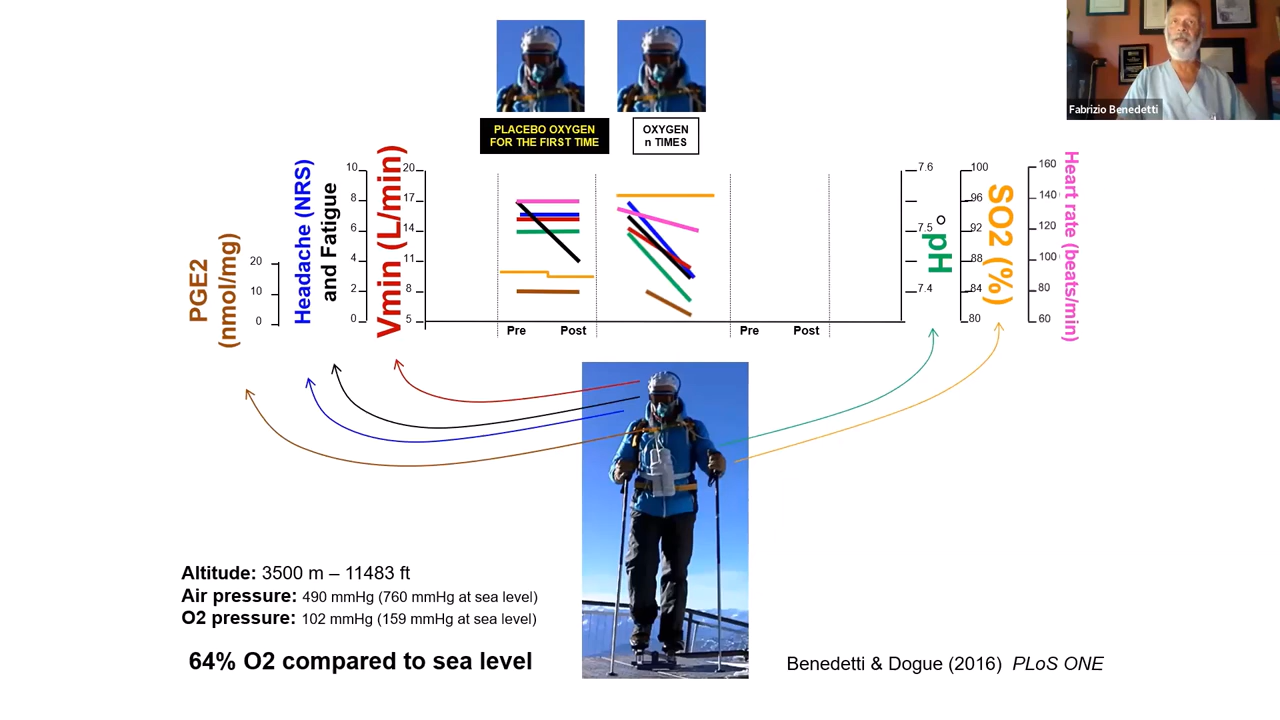 Fabrizio Benedetti
PLACEBO OXYGEN
FOR THE FIRST TIME
OXYGEN
n TIMES
PGE2
(nmol/mg)
20
10
0
Headache (NRS)
and Fatigue
10
8
6
4
2
0
Vmin (L/min)
20
17
14
11
8
5
Pre Post
Pre Post
7.6
7.5
7.4
pH°
100
96
92
88
84
80
SO2 (%)
160
140
120
100
80
60
Heart rate (beats/min)
Altitude: 3500 m – 11483 ft
Air pressure: 490 mmHg (760 mmHg at sea level)
O2 pressure: 102 mmHg (159 mmHg at sea level)
64% O2 compared to sea level
Benedetti & Dogue (2016) PLoS ONE